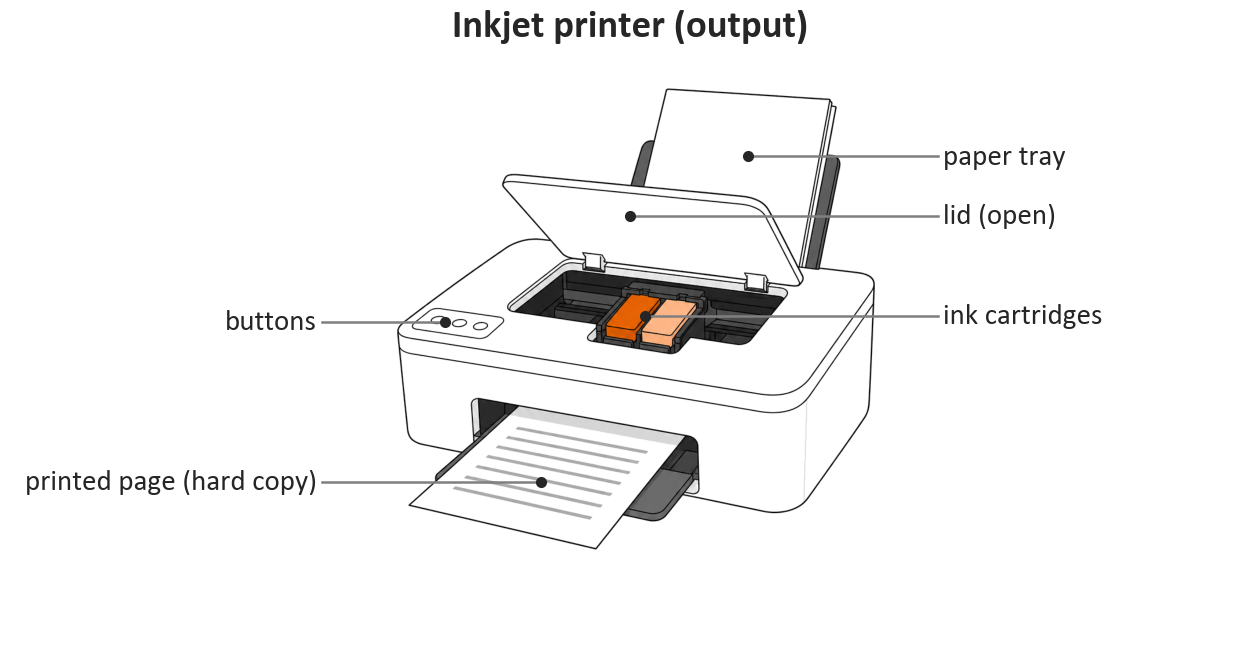 Inkjet printer (output)
paper tray
lid (open)
buttons
ink cartridges
printed page (hard copy)